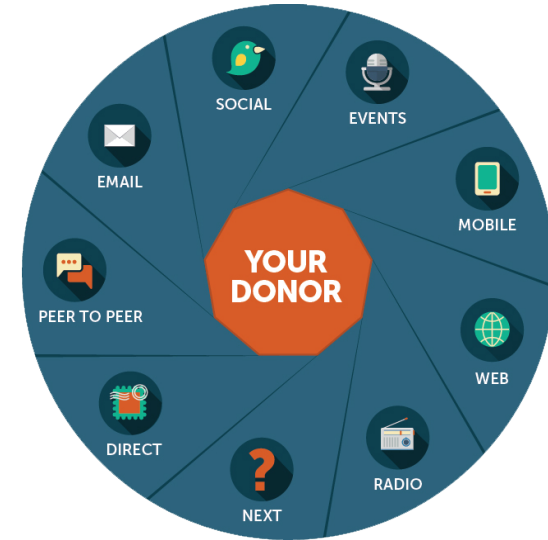 SOCIAL
EVENTS
MOBILE
WEB
RADIO
NEXT
DIRECT
PEER TO PEER
EMAIL
YOUR
DONOR